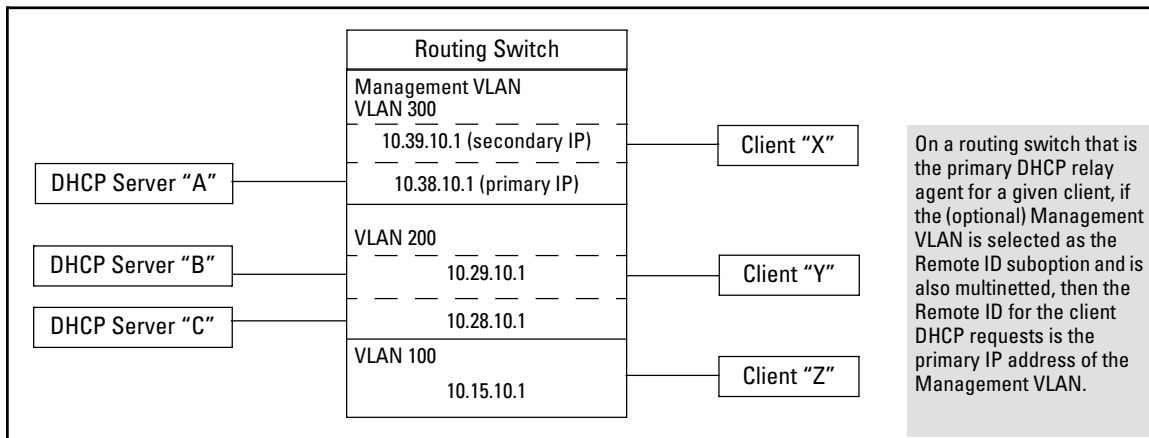 Routing Switch
Management VLAN
VLAN 300
10.39.10.1 (secondary IP)
Client “X”
DHCP Server “A”
10.38.10.1 (primary IP)
VLAN 200
DHCP Server “B”
10.29.10.1
Client “Y”
DHCP Server “C”
10.28.10.1
VLAN 100
10.15.10.1
Client “Z”
On a routing switch that is
the primary DHCP relay
agent for a given client, if
the (optional) Management
VLAN is selected as the
Remote ID suboption and is
also multinetted, then the
Remote ID for the client
DHCP requests is the
primary IP address of the
Management VLAN.